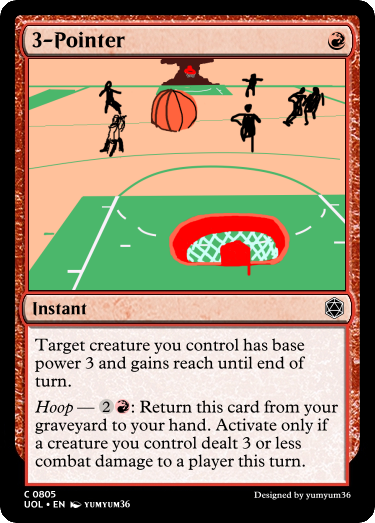 3-Pointer
Instant
Target creature you control has base
power 3 and gains reach until end of
turn.
Hoop — 2: Return this card from your
graveyard to your hand. Activate only if
a creature you control dealt 3 or less
combat damage to a player this turn.
C 0805
UOL • EN YUMYUM36
Designed by yumyum36